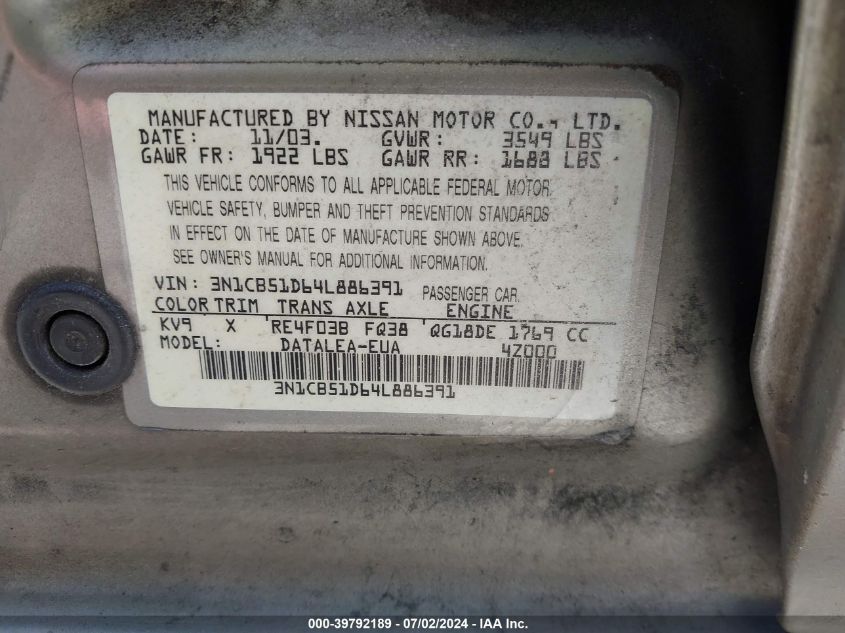 MANUFACTURED BY NISSAN MOTOR CO., LTD.
DATE: 11/03. GVWR: 3549 LBS
GAWR FR: 1922 LBS GAWR RR: 1688 LBS
THIS VEHICLE CONFORMS TO ALL APPLICABLE FEDERAL MOTOR
VEHICLE SAFETY, BUMPER AND THEFT PREVENTION STANDARDS
IN EFFECT ON THE DATE OF MANUFACTURE SHOWN ABOVE.
SEE OWNER'S MANUAL FOR ADDITIONAL INFORMATION.
VIN: 3N1CB51D64L886391 PASSENGER CAR
COLOR TRIM TRANS AXLE ENGINE
KV9 X RE4F03B FQ38 QG18DE 1769 CC
MODEL: DATALEA-EUA 4Z000
3N1CB51D64L886391
000-39792189 - 07/02/2024 - IAA, Inc.